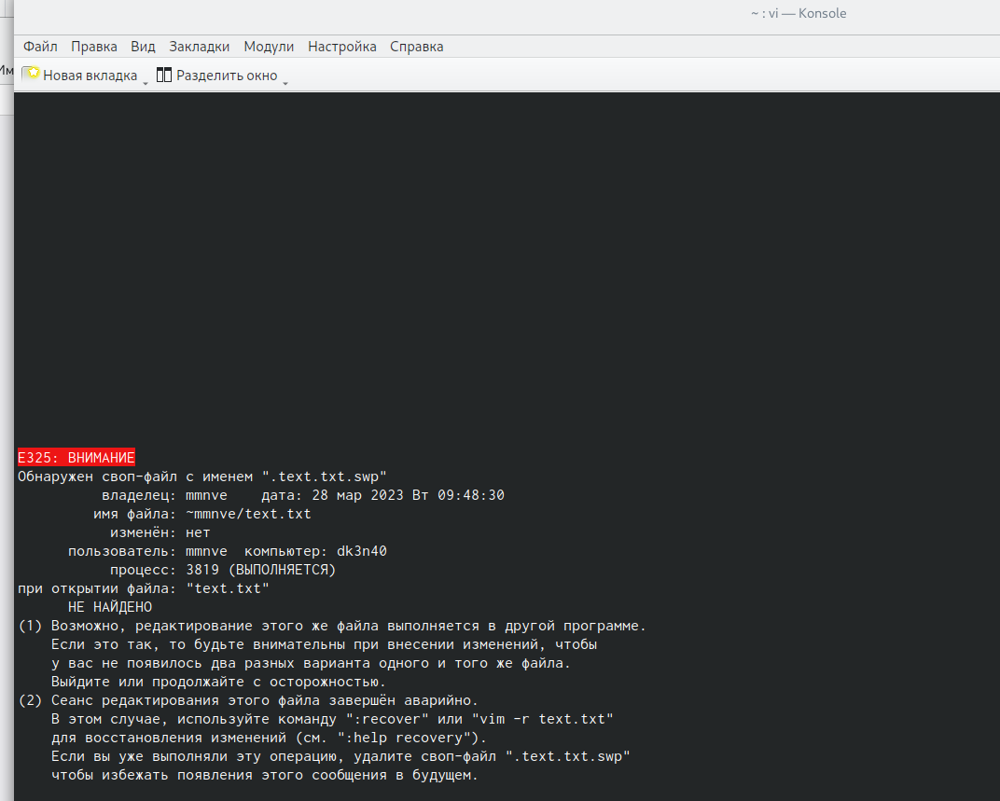 ~ : vi — Konsole
Файл Правка Вид Закладки Модули Настройка Справка
Им
Новая вкладка Разделить окно
E325: ВНИМАНИЕ
Обнаружен своп-файл с именем ".text.txt.swp"
владелец: mmnve дата: 28 мар 2023 Вт 09:48:30
имя файла: ~mmnve/text.txt
изменён: нет
пользователь: mmnve компьютер: dk3n40
процесс: 3819 (ВЫПОЛНЯЕТСЯ)
при открытии файла: "text.txt"
НЕ НАЙДЕНО
(1) Возможно, редактирование этого же файла выполняется в другой программе.
Если это так, то будьте внимательны при внесении изменений, чтобы
у вас не появилось два разных варианта одного и того же файла.
Выйдите или продолжайте с осторожностью.
(2) Сеанс редактирования этого файла завершён аварийно.
В этом случае, используйте команду ":recover" или "vim -r text.txt"
для восстановления изменений (см. ":help recovery").
Если вы уже выполняли эту операцию, удалите своп-файл ".text.txt.swp"
чтобы избежать появления этого сообщения в будущем.